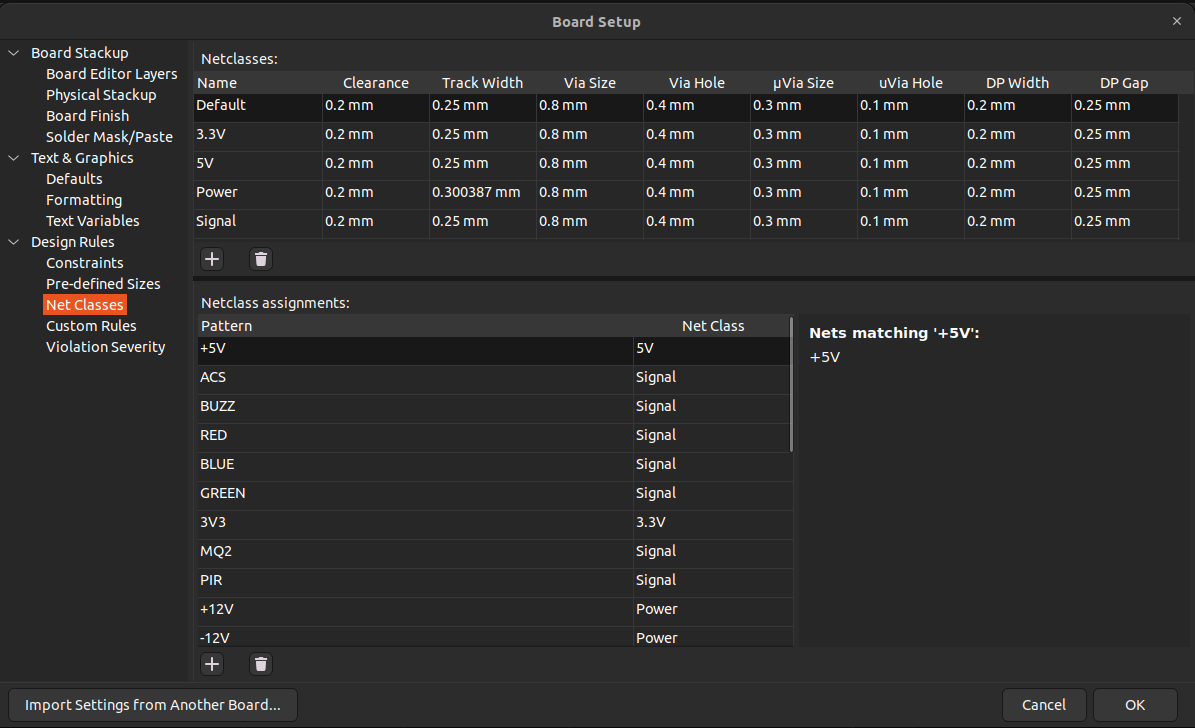 Board Setup
Board Stackup
Board Editor Layers
Physical Stackup
Board Finish
Solder Mask/Paste
Text & Graphics
Defaults
Formatting
Text Variables
Design Rules
Constraints
Pre-defined Sizes
Net Classes
Custom Rules
Violation Severity
Netclasses:
Name Clearance Track Width Via Size Via Hole µVia Size uVia Hole DP Width DP Gap
Default 0.2 mm 0.25 mm 0.8 mm 0.4 mm 0.3 mm 0.1 mm 0.2 mm 0.25 mm
3.3V 0.2 mm 0.25 mm 0.8 mm 0.4 mm 0.3 mm 0.1 mm 0.2 mm 0.25 mm
5V 0.2 mm 0.25 mm 0.8 mm 0.4 mm 0.3 mm 0.1 mm 0.2 mm 0.25 mm
Power 0.2 mm 0.300387 mm 0.8 mm 0.4 mm 0.3 mm 0.1 mm 0.2 mm 0.25 mm
Signal 0.2 mm 0.25 mm 0.8 mm 0.4 mm 0.3 mm 0.1 mm 0.2 mm 0.25 mm
Netclass assignments:
Pattern Net Class
+5V 5V
ACS Signal
BUZZ Signal
RED Signal
BLUE Signal
GREEN Signal
3V3 3.3V
MQ2 Signal
PIR Signal
+12V Power
-12V Power
Nets matching '+5V':
+5V
Import Settings from Another Board... Cancel OK